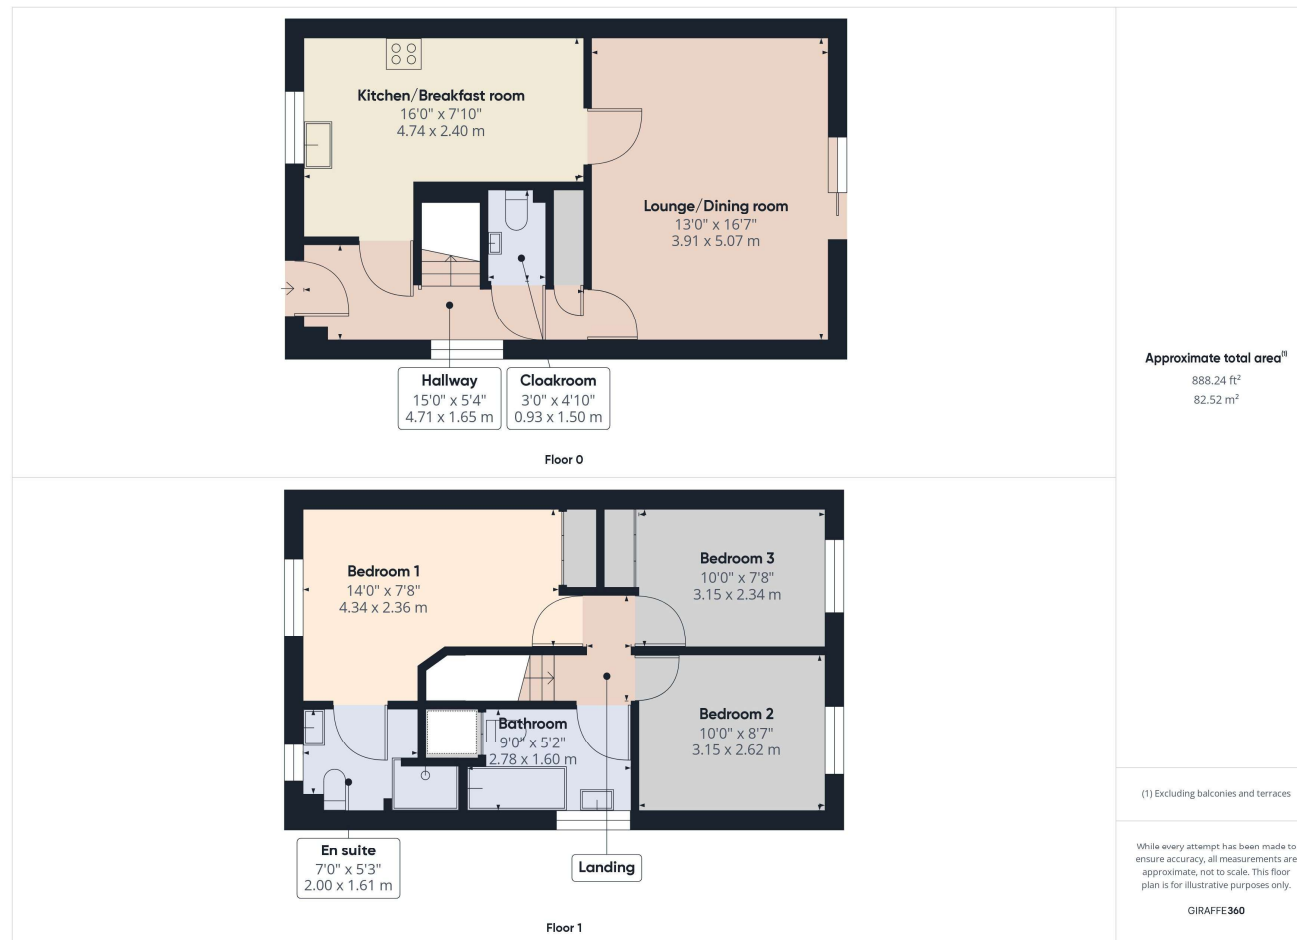 Kitchen/Breakfast room
16'0" x 7'10"
4.74 x 2.40 m
Lounge/Dining room
13'0" x 16'7"
3.91 x 5.07 m
Hallway
15'0" x 5'4"
4.71 x 1.65 m
Cloakroom
3'0" x 4'10"
0.93 x 1.50 m
Floor 0
Approximate total area(1)
888.24 ft²
82.52 m²
Bedroom 1
14'0" x 7'8"
4.34 x 2.36 m
Bedroom 3
10'0" x 7'8"
3.15 x 2.34 m
Bathroom
9'0" x 5'2"
2.78 x 1.60 m
Bedroom 2
10'0" x 8'7"
3.15 x 2.62 m
En suite
7'0" x 5'3"
2.00 x 1.61 m
Landing
Floor 1
(1) Excluding balconies and terraces
While every attempt has been made to
ensure accuracy, all measurements are
approximate, not to scale. This floor
plan is for illustrative purposes only.
GIRAFFE360